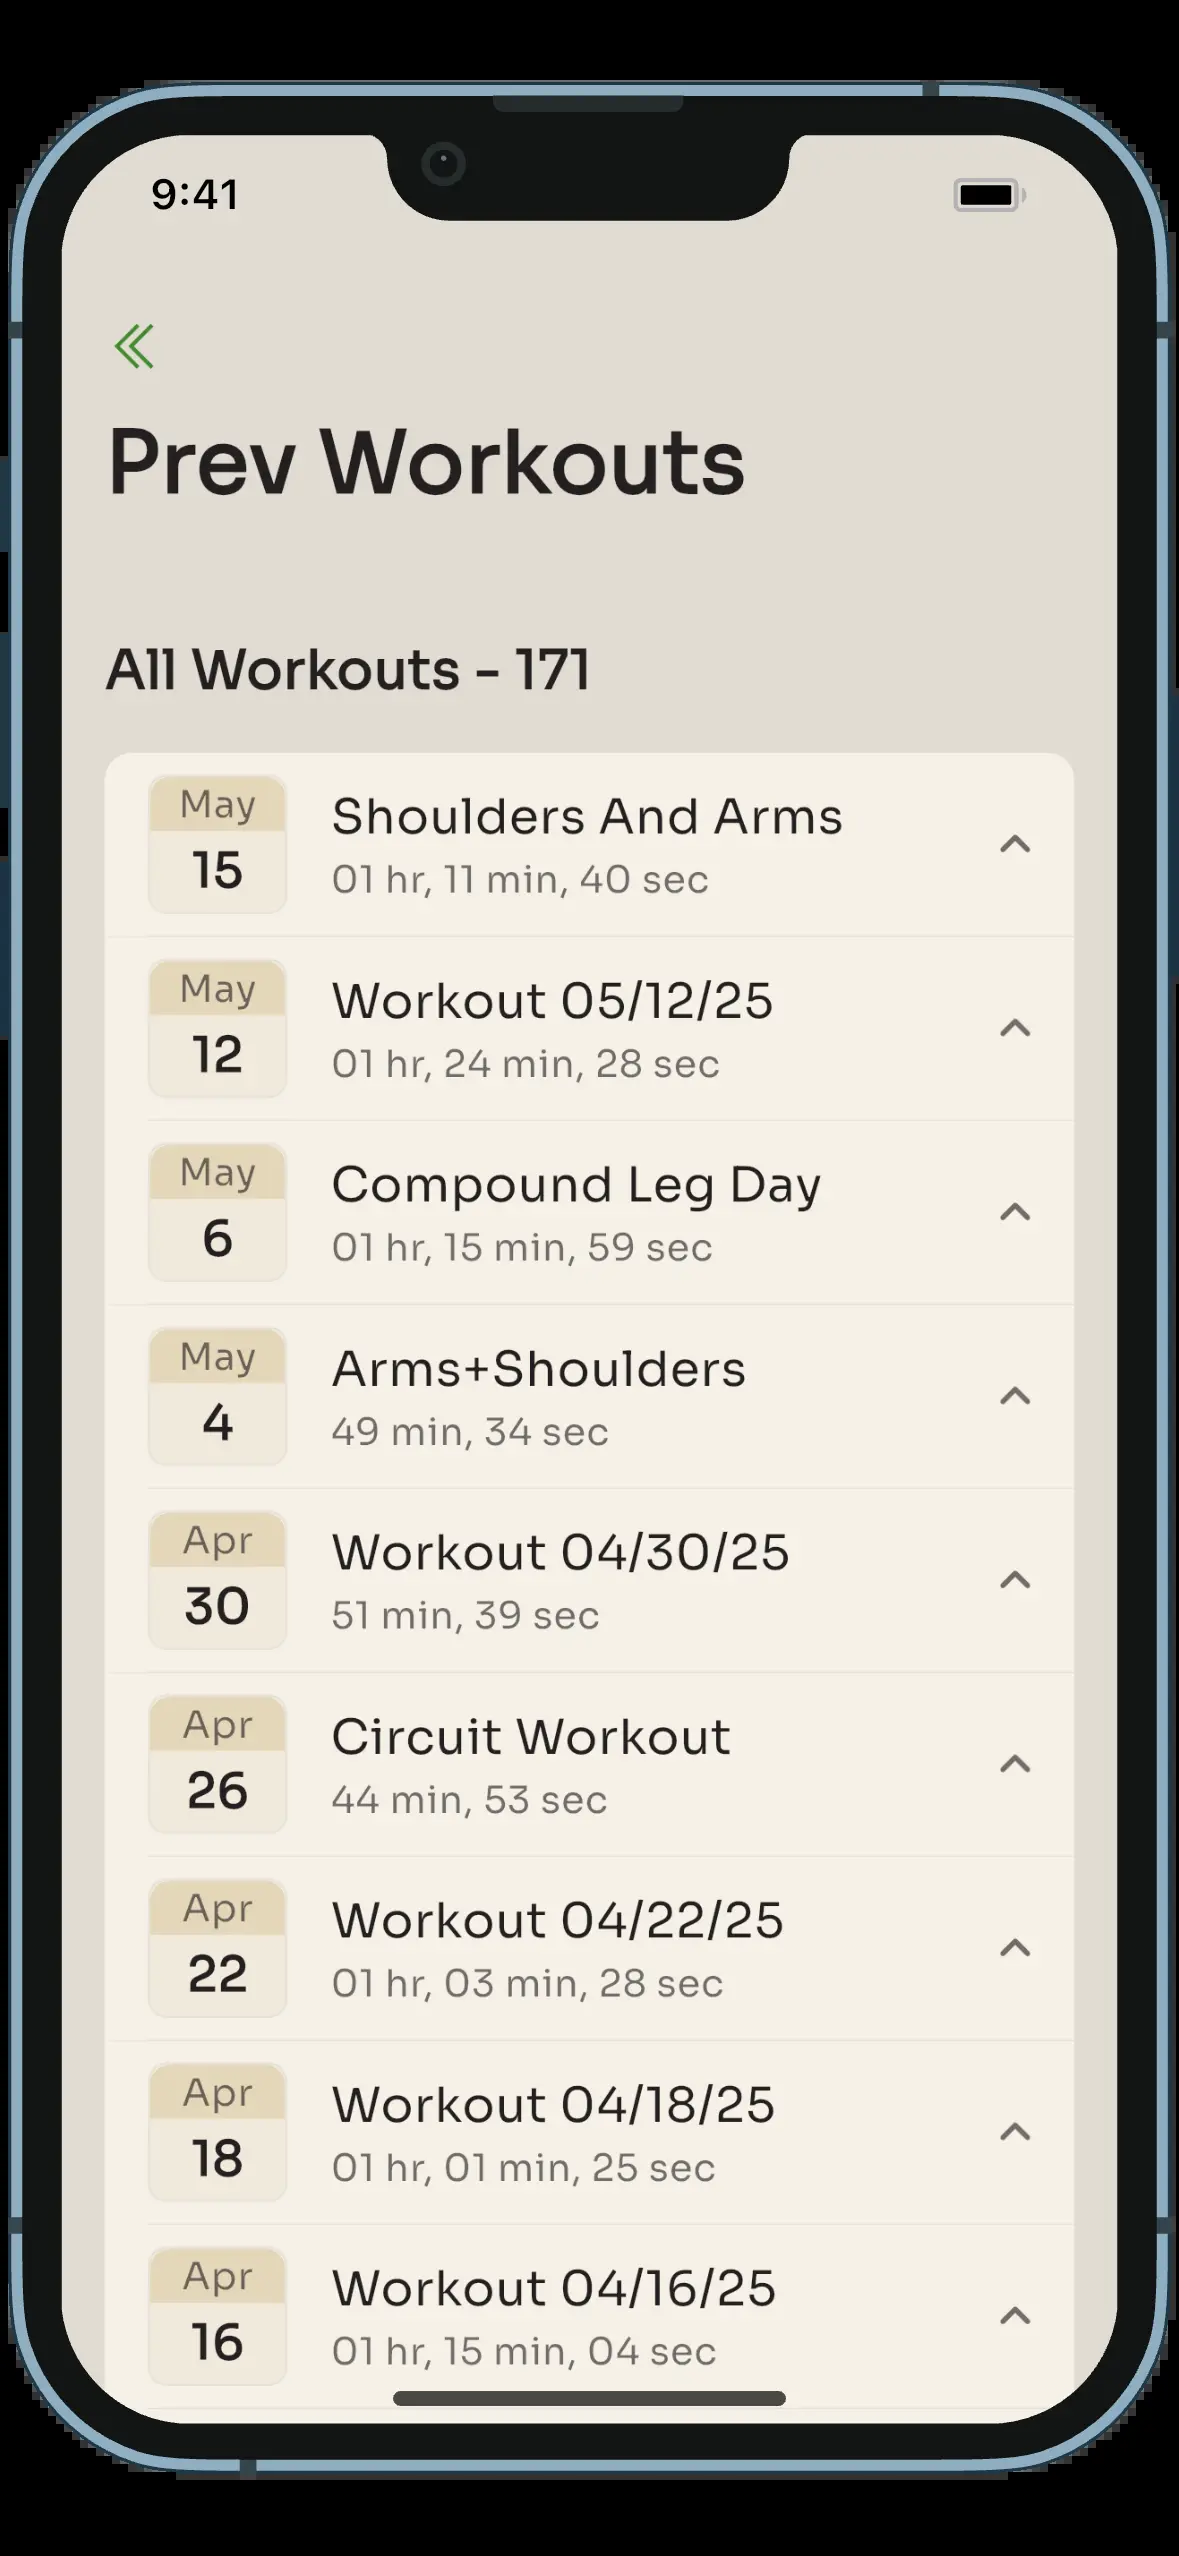 9:41
Prev Workouts
All Workouts - 171
May
15
Shoulders And Arms
01 hr, 11 min, 40 sec
May
12
Workout 05/12/25
01 hr, 24 min, 28 sec
May
6
Compound Leg Day
01 hr, 15 min, 59 sec
May
4
Arms+Shoulders
49 min, 34 sec
Apr
30
Workout 04/30/25
51 min, 39 sec
Apr
26
Circuit Workout
44 min, 53 sec
Apr
22
Workout 04/22/25
01 hr, 03 min, 28 sec
Apr
18
Workout 04/18/25
01 hr, 01 min, 25 sec
Apr
16
Workout 04/16/25
01 hr, 15 min, 04 sec